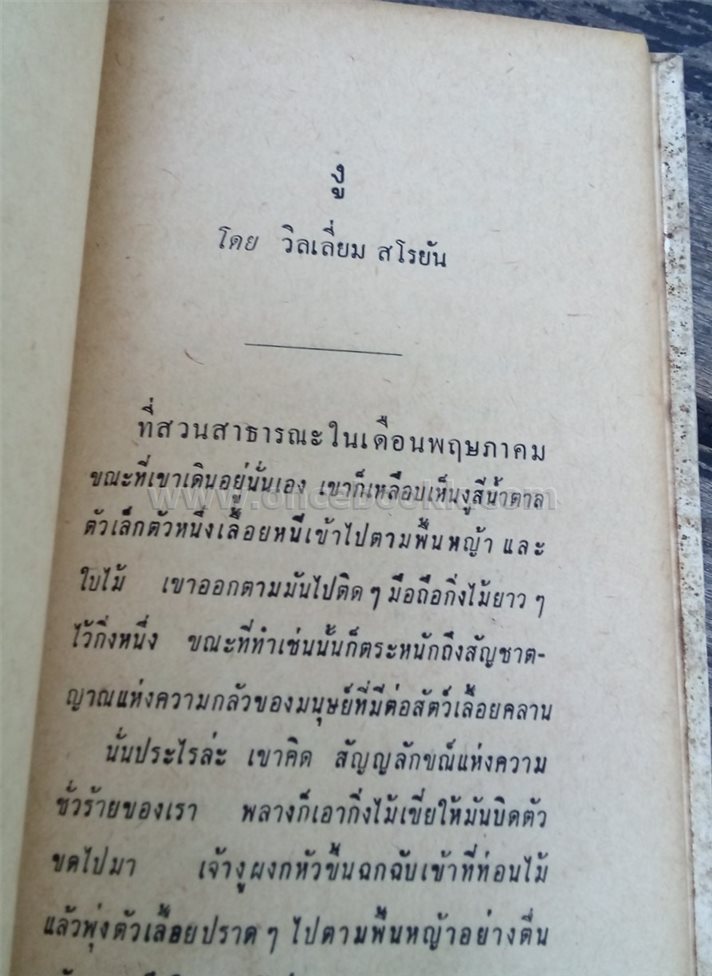 งู
โดย วิลเลี่ยม สโรยัน
ที่สวนสาธารณะในเดือนพฤษภาคม
ขณะที่เขาเดินอยู่นั่นเอง เขาก็เหลือบเห็นงูสีน้ำตาล
ตัวเล็กตัวหนึ่งเลื้อยหนีเข้าไปตามพื้นหญ้า และ
ใบไม้ เขาออกตามมันไปติดๆ มือถือกิ่งไม้ยาวๆ
ไว้กิ่งหนึ่ง ขณะที่ทำเช่นนั้นก็ตระหนักถึงสัญชาต-
ญาณแห่งความกลัวของมนุษย์ที่มีต่อสัตว์เลื้อยคลาน
นั่นประไรล่ะ เขาคิด สัญญลักขณ์แห่งความ
ชั่วร้ายของเรา พลางก็เอากิ่งไม้เขี่ยให้มันบิดตัว
ขดไปมา เจ้างูผงกหัวขึ้นฉกฉับเข้าที่ท่อนไม้
แล้วพุ่งตัวเลื้อยปราดๆ ไปตามพื้นหญ้าอย่างตื่น